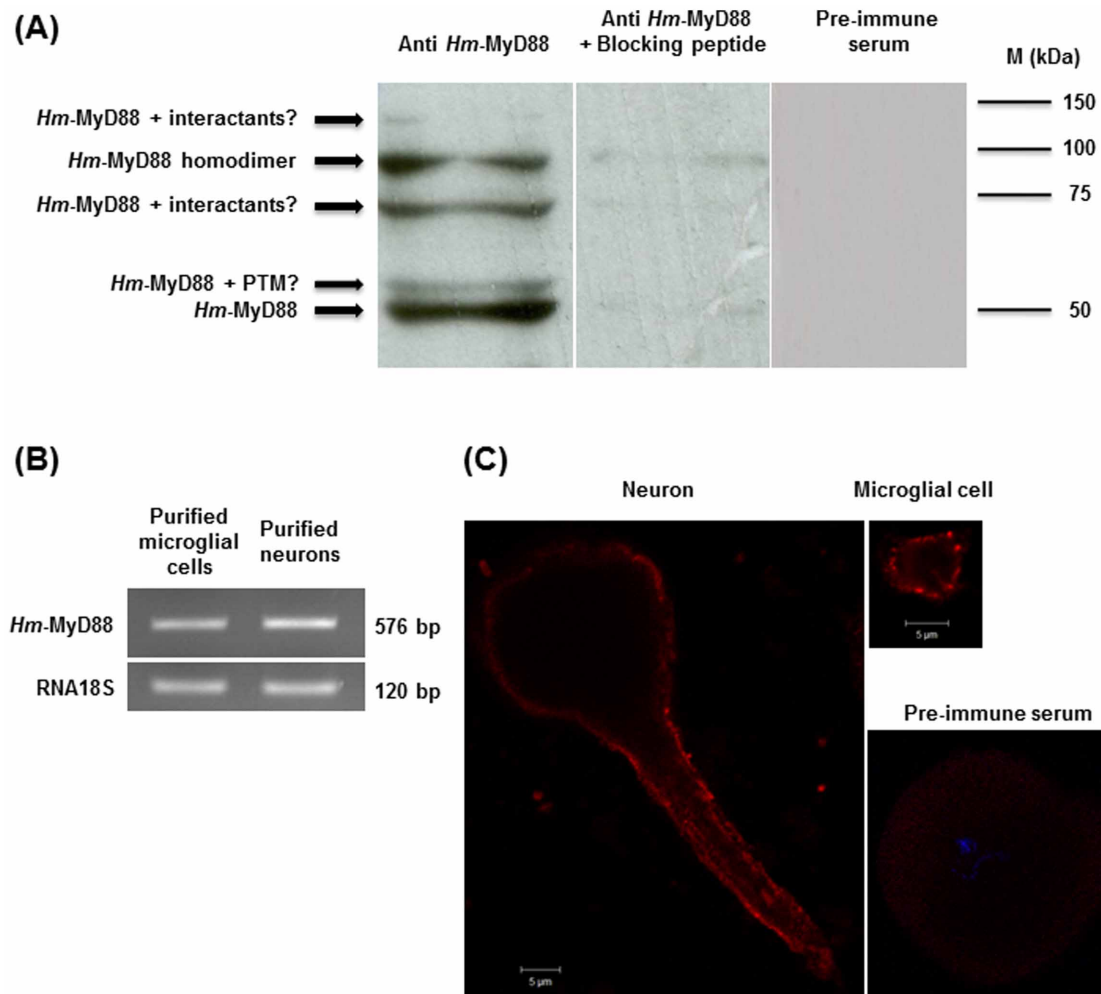 (A)
Anti Hm-MyD88
Anti Hm-MyD88
+ Blocking peptide
Pre-immune
serum
M (kDa)
Hm-MyD88 + interactants?
Hm-MyD88 homodimer
Hm-MyD88 + interactants?
Hm-MyD88 + PTM?
Hm-MyD88
150
100
75
50
(B)
Purified
microglial
cells
Purified
neurons
Hm-MyD88
576 bp
RNA18S
120 bp
(C)
Neuron
Microglial cell
5 µm
Pre-immune serum
5 µm